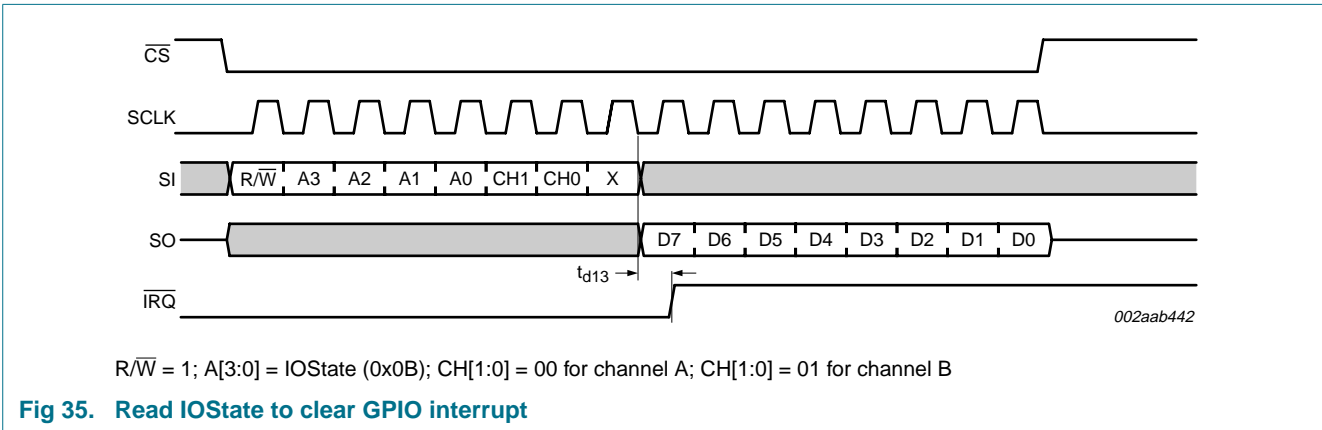 C̅S̅
SCLK
SI R/W̅ A3 A2 A1 A0 CH1 CH0 X
SO D7 D6 D5 D4 D3 D2 D1 D0
td13
I̅R̅Q̅
002aab442
R/W̅ = 1; A[3:0] = IOState (0x0B); CH[1:0] = 00 for channel A; CH[1:0] = 01 for channel B
Fig 35. Read IOState to clear GPIO interrupt